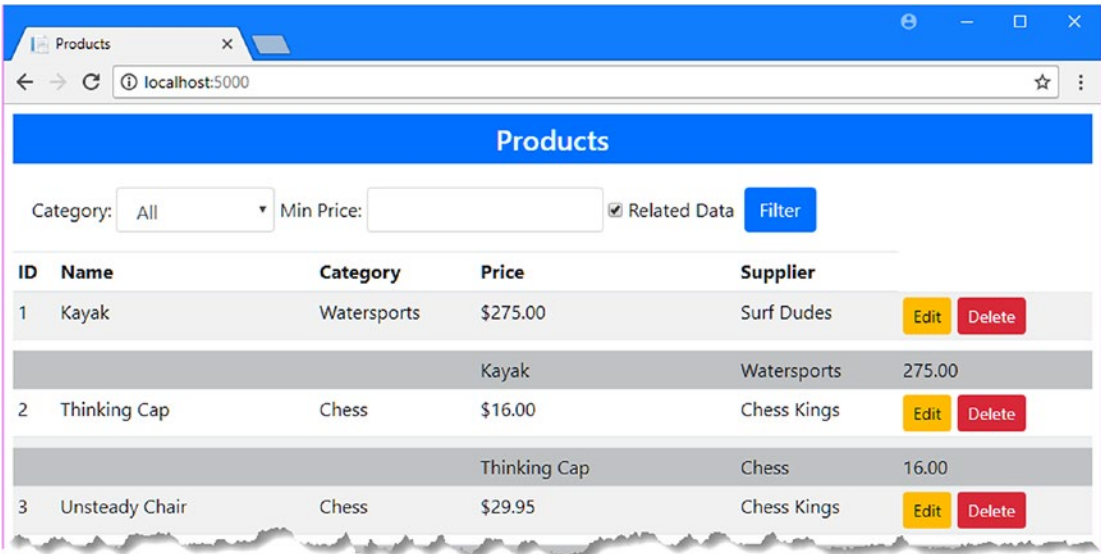 Products
localhost:5000
Products
Category: All Min Price: Related Data Filter
ID Name Category Price Supplier
1 Kayak Watersports $275.00 Surf Dudes Edit Delete
Kayak Watersports 275.00
2 Thinking Cap Chess $16.00 Chess Kings Edit Delete
Thinking Cap Chess 16.00
3 Unsteady Chair Chess $29.95 Chess Kings Edit Delete